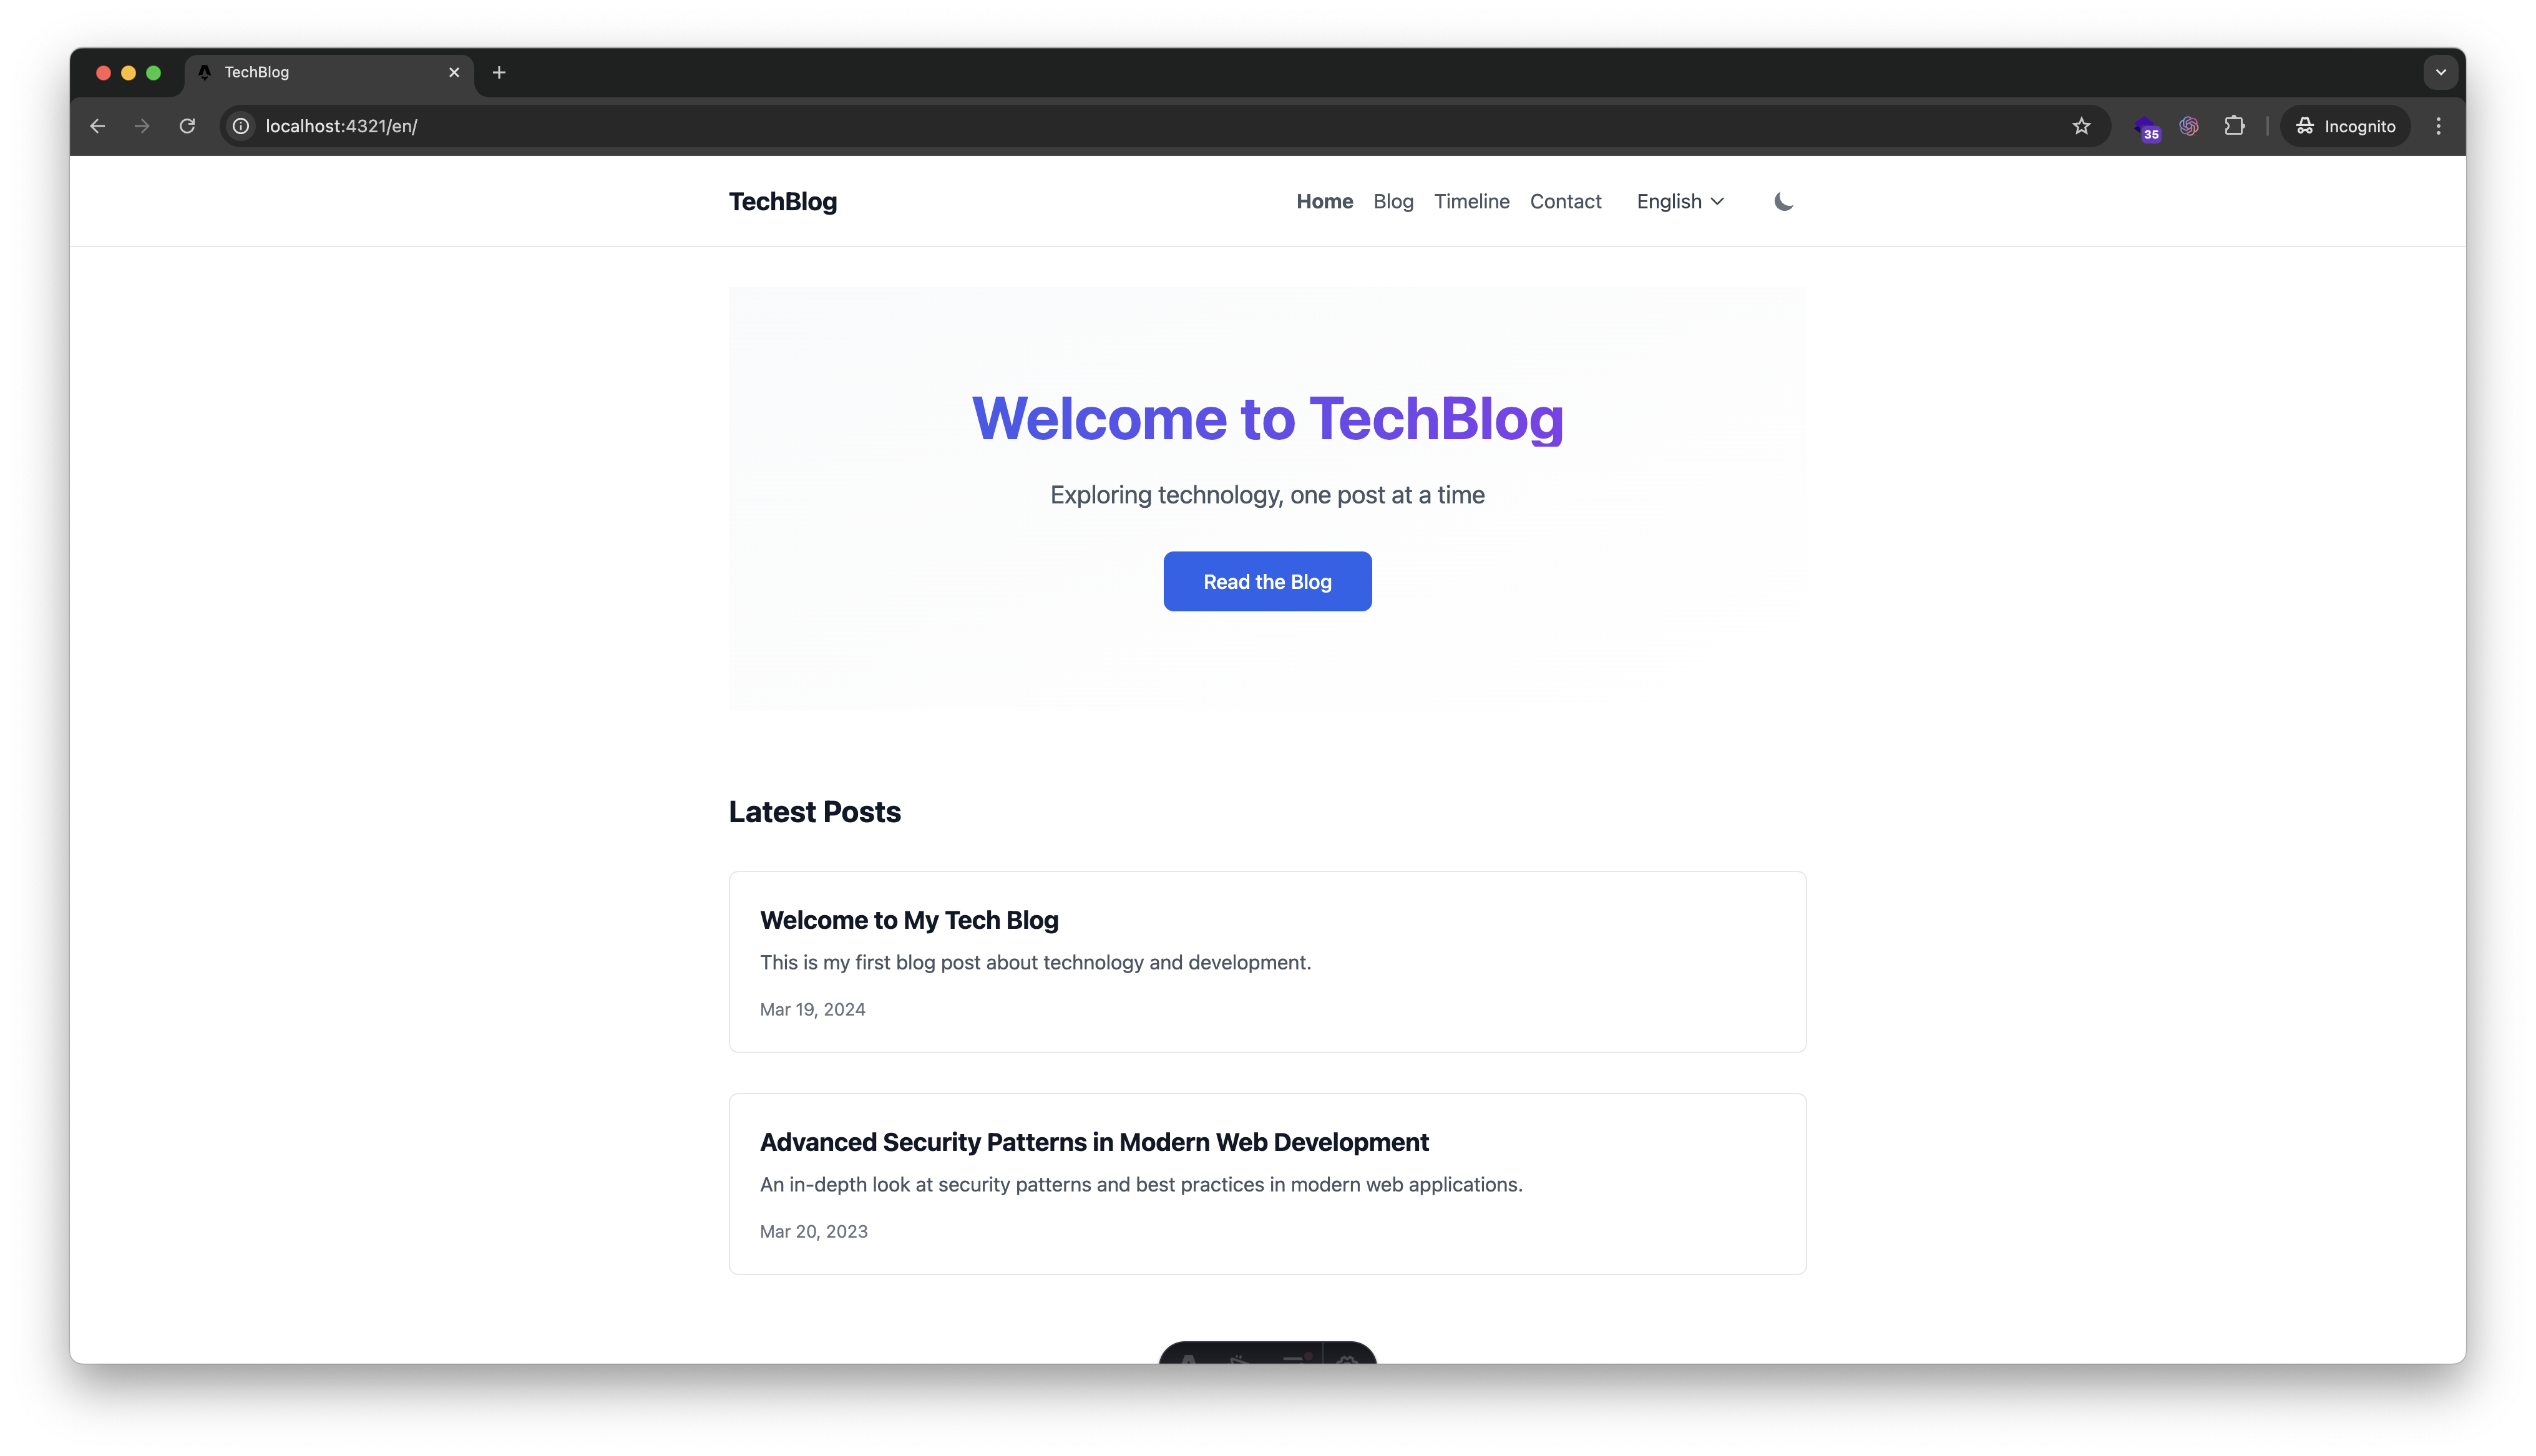 TechBlog
localhost:4321/en/
35
Incognito
TechBlog
Home Blog Timeline Contact English
Welcome to TechBlog
Exploring technology, one post at a time
Read the Blog
Latest Posts
Welcome to My Tech Blog
This is my first blog post about technology and development.
Mar 19, 2024
Advanced Security Patterns in Modern Web Development
An in-depth look at security patterns and best practices in modern web applications.
Mar 20, 2023